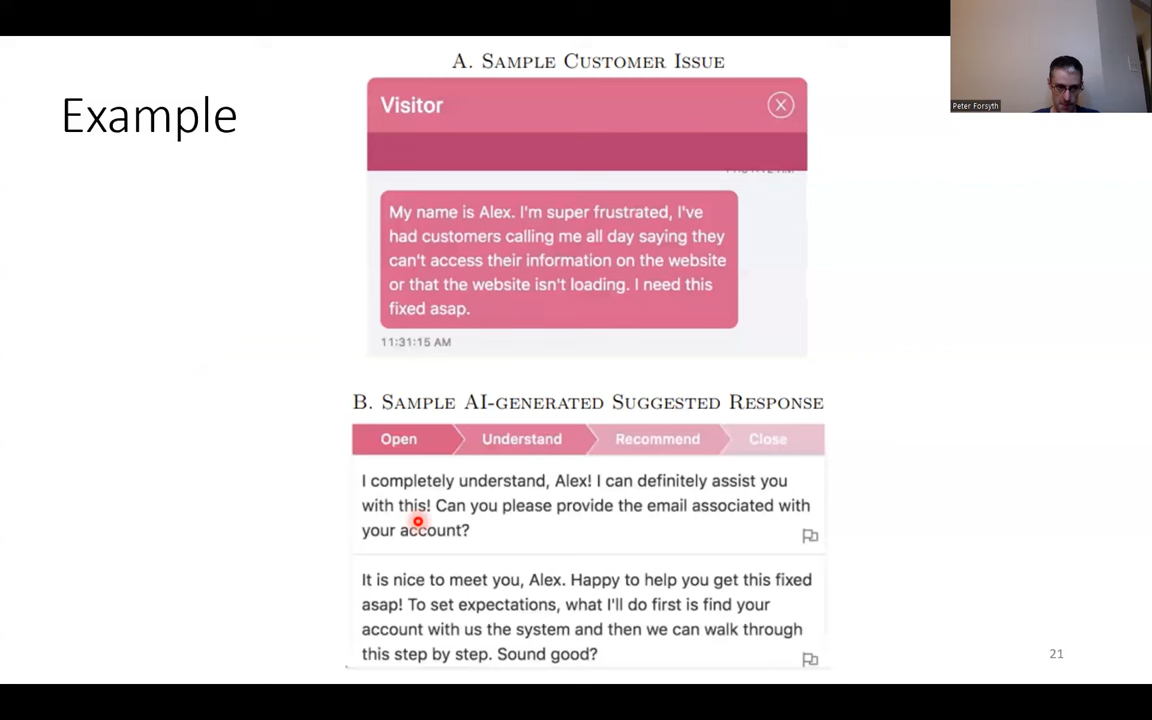 A. Sample Customer Issue
Example
Visitor
My name is Alex. I'm super frustrated, I've
had customers calling me all day saying they
can't access their information on the website
or that the website isn't loading. I need this
fixed asap.
11:31:15 AM
B. Sample AI-generated Suggested Response
Open Understand Recommend Close
I completely understand, Alex! I can definitely assist you
with this! Can you please provide the email associated with
your account?
It is nice to meet you, Alex. Happy to help you get this fixed
asap! To set expectations, what I'll do first is find your
account with us the system and then we can walk through
this step by step. Sound good?
21
Peter Forsyth